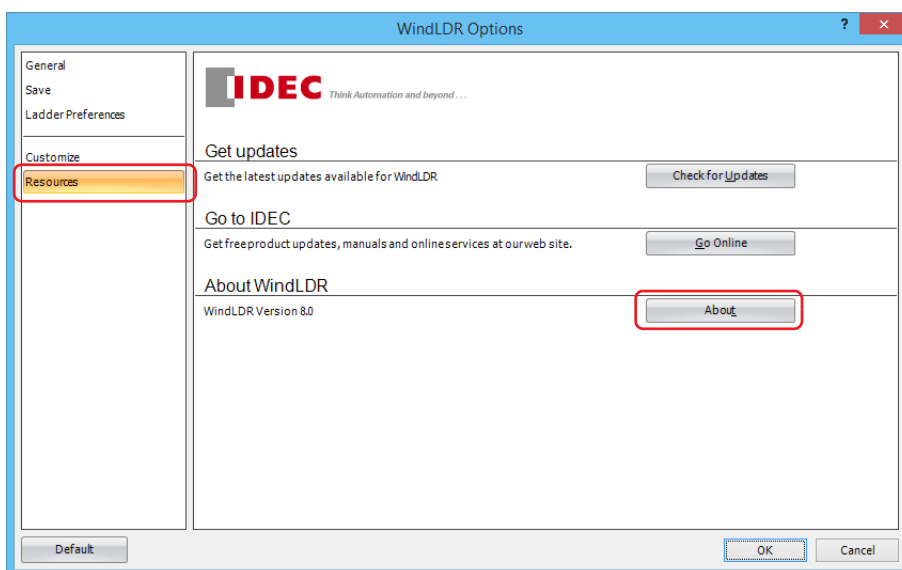 WindLDR Options
?
General
Save
Ladder Preferences
Customize
Resources
IDEC Think Automation and beyond...
Get updates
Get the latest updates available for WindLDR
Check for Updates
Go to IDEC
Get free product updates, manuals and online services at our web site.
Go Online
About WindLDR
WindLDR Version 8.0
About
Default
OK
Cancel